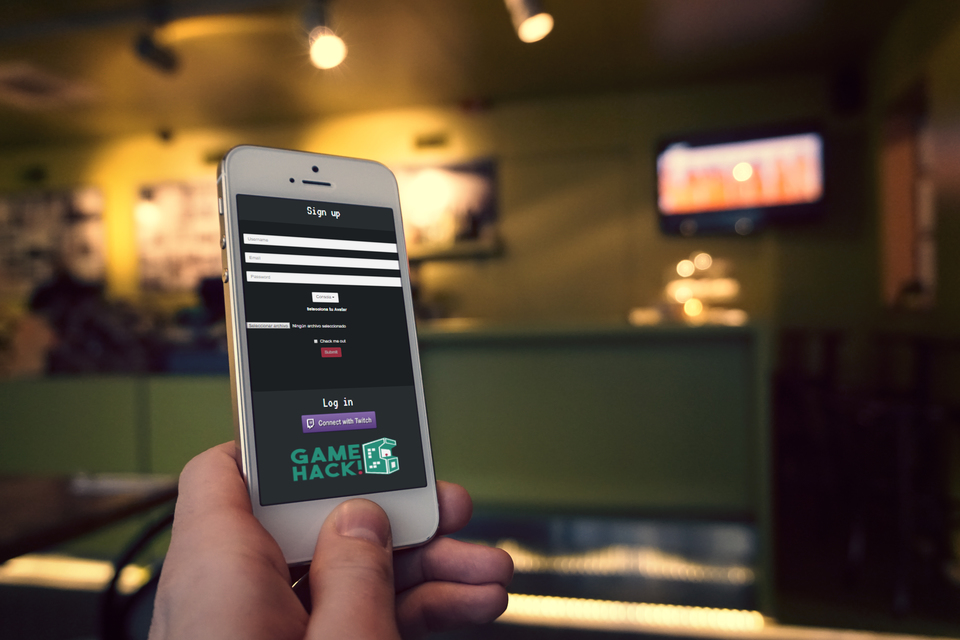 Sign up
Username
Email
Password
Consola
Selecciona tu Avatar
Seleccionar archivo Ningún archivo seleccionado
Check me out
Submit
Log in
Connect with Twitch
GAME
HACK!